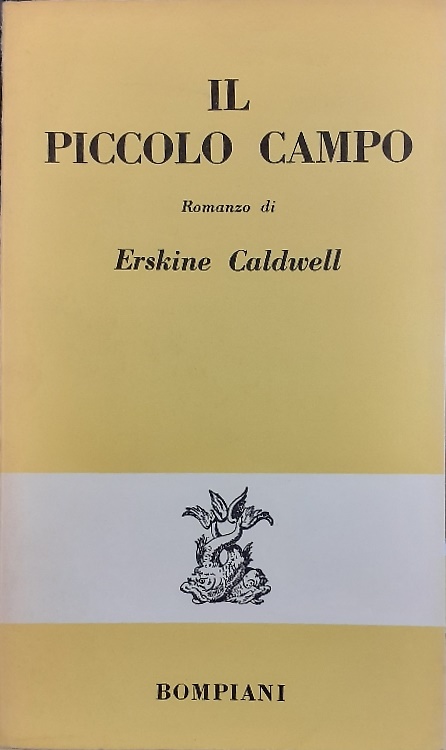 IL
PICCOLO CAMPO
Romanzo di
Erskine Caldwell
BOMPIANI